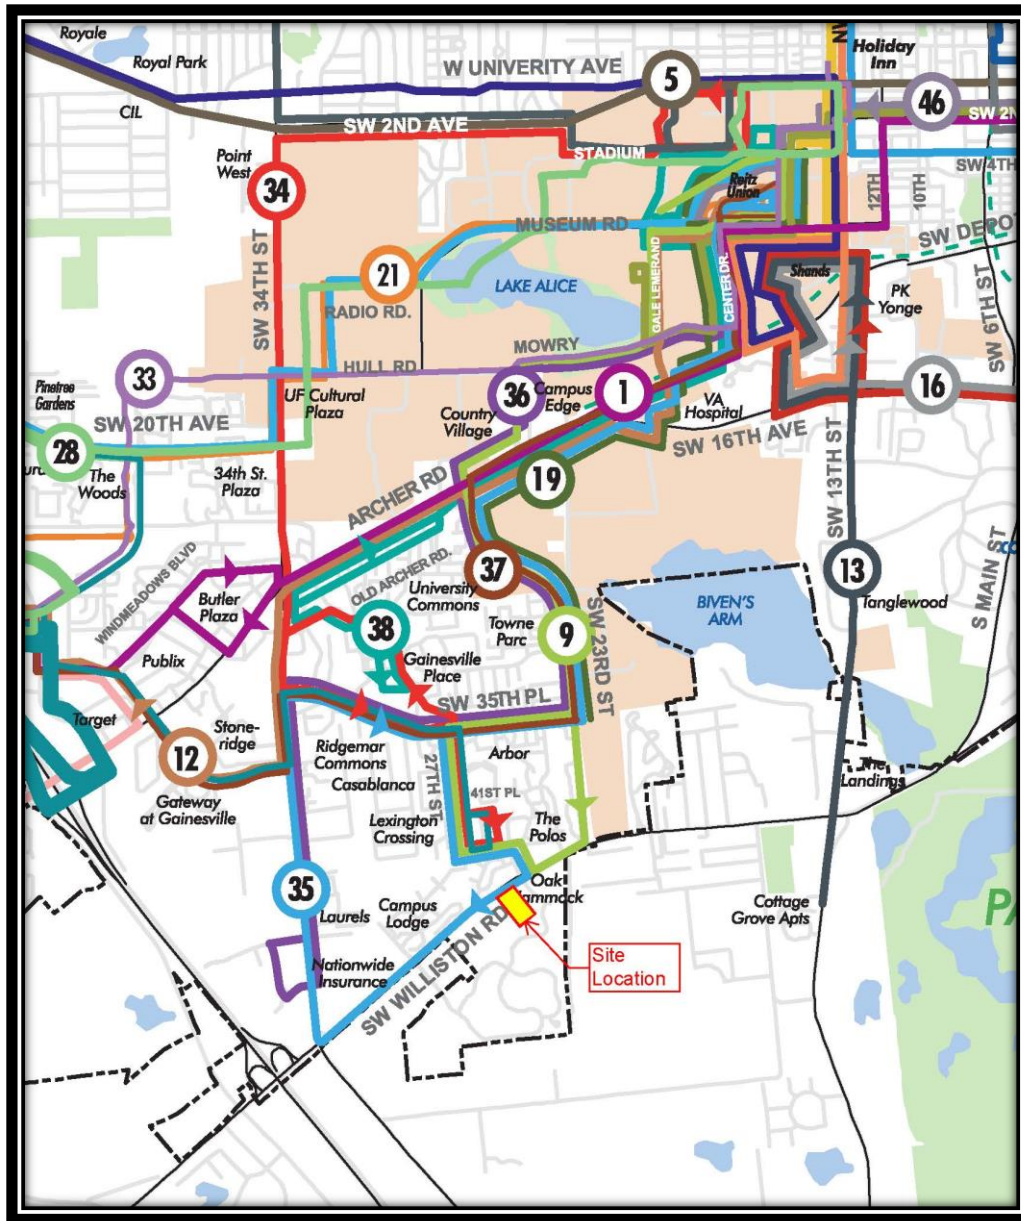 Royale
Royal Park
CIL
W UNIVERITY AVE
5
Holiday
Inn
46
SW 2ND AVE
STADIUM
SW 2N
SW 4TH
Point
West
34
Reitz
Union
12TH
10TH
MUSEUM RD
SW DEPOT
SW 34TH ST
21
LAKE ALICE
GALE LEMERAND
CENTER DR.
Shands
PK
Yonge
SW 6TH ST
RADIO RD.
MOWRY
HULL RD
33
Pinetree
Gardens
UF Cultural
Plaza
36
Campus
Edge
1
16
SW 20TH AVE
Country
Village
VA
Hospital
SW 16TH AVE
28
The
Woods
34th St.
Plaza
ARCHER RD
19
SW 13TH ST
WINDMEADOWS BLVD
OLD ARCHER RD.
37
University
Commons
Butler
Plaza
BIVEN'S
ARM
13
Tanglewood
S MAIN ST
38
Towne
Parc
9
SW 23RD ST
Publix
Gainesville
Place
SW 35TH PL
Target
Stone-
ridge
12
Ridgemar
Commons
Casablanca
Arbor
27TH ST
41ST PL
The
Landings
Gateway
at Gainesville
Lexington
Crossing
The
Polos
35
Laurels
Campus
Lodge
Oak
Hammock
Cottage
Grove Apts
PA
Nationwide
Insurance
SW WILLISTON RD
Site
Location